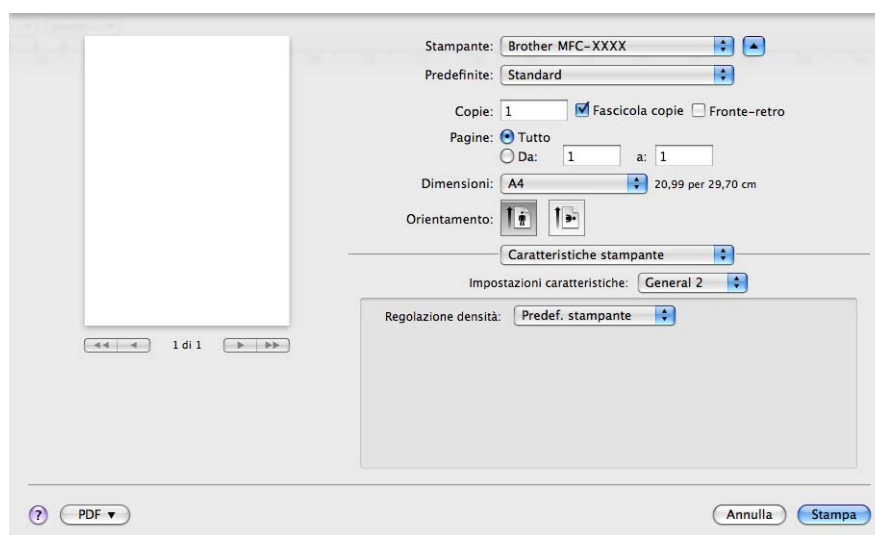 Stampante: Brother MFC-XXXX
Predefinite: Standard
Copie: 1 Fascicola copie Fronte-retro
Pagine: Tutto
Da: 1 a: 1
Dimensioni: A4 20,99 per 29,70 cm
Orientamento:
Caratteristiche stampante
Impostazioni caratteristiche: General 2
Regolazione densità: Predef. stampante
1 di 1
? PDF Annulla Stampa